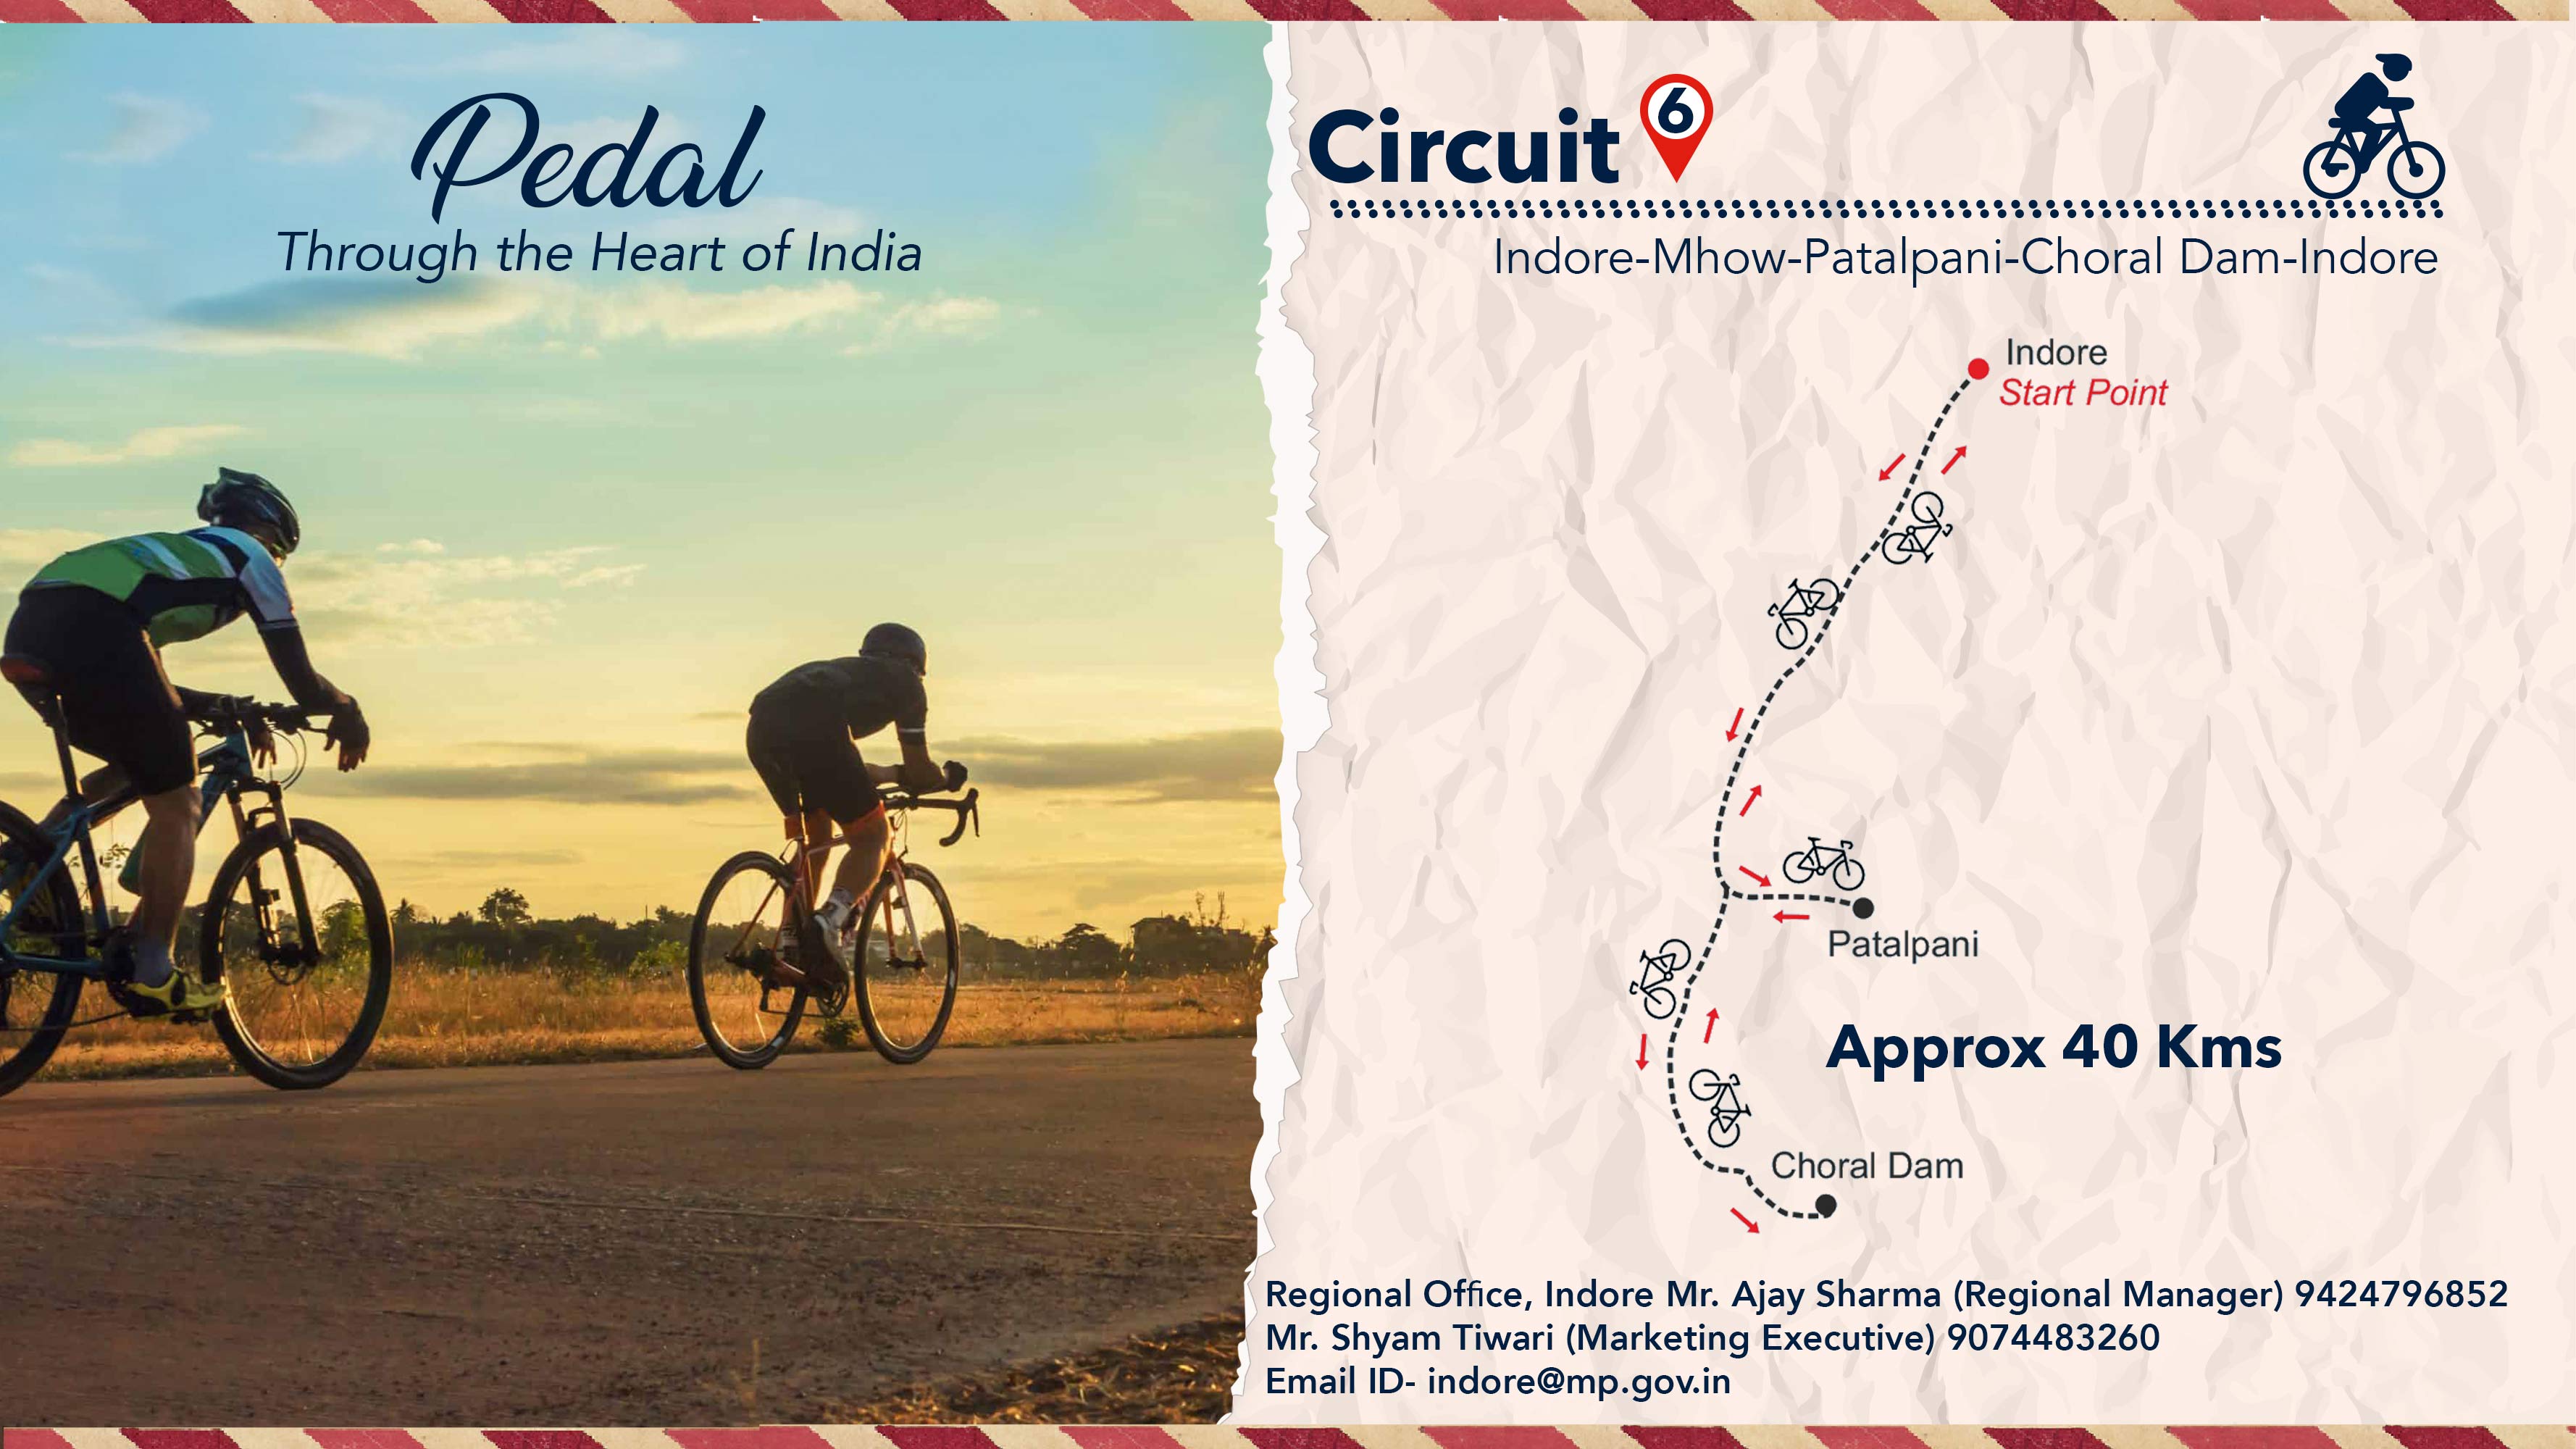 Pedal
Through the Heart of India
Circuit 6
Indore-Mhow-Patalpani-Choral Dam-Indore
Indore
Start Point
Patalpani
Approx 40 Kms
Choral Dam
Regional Office, Indore Mr. Ajay Sharma (Regional Manager) 9424796852
Mr. Shyam Tiwari (Marketing Executive) 9074483260
Email ID- indore@mp.gov.in